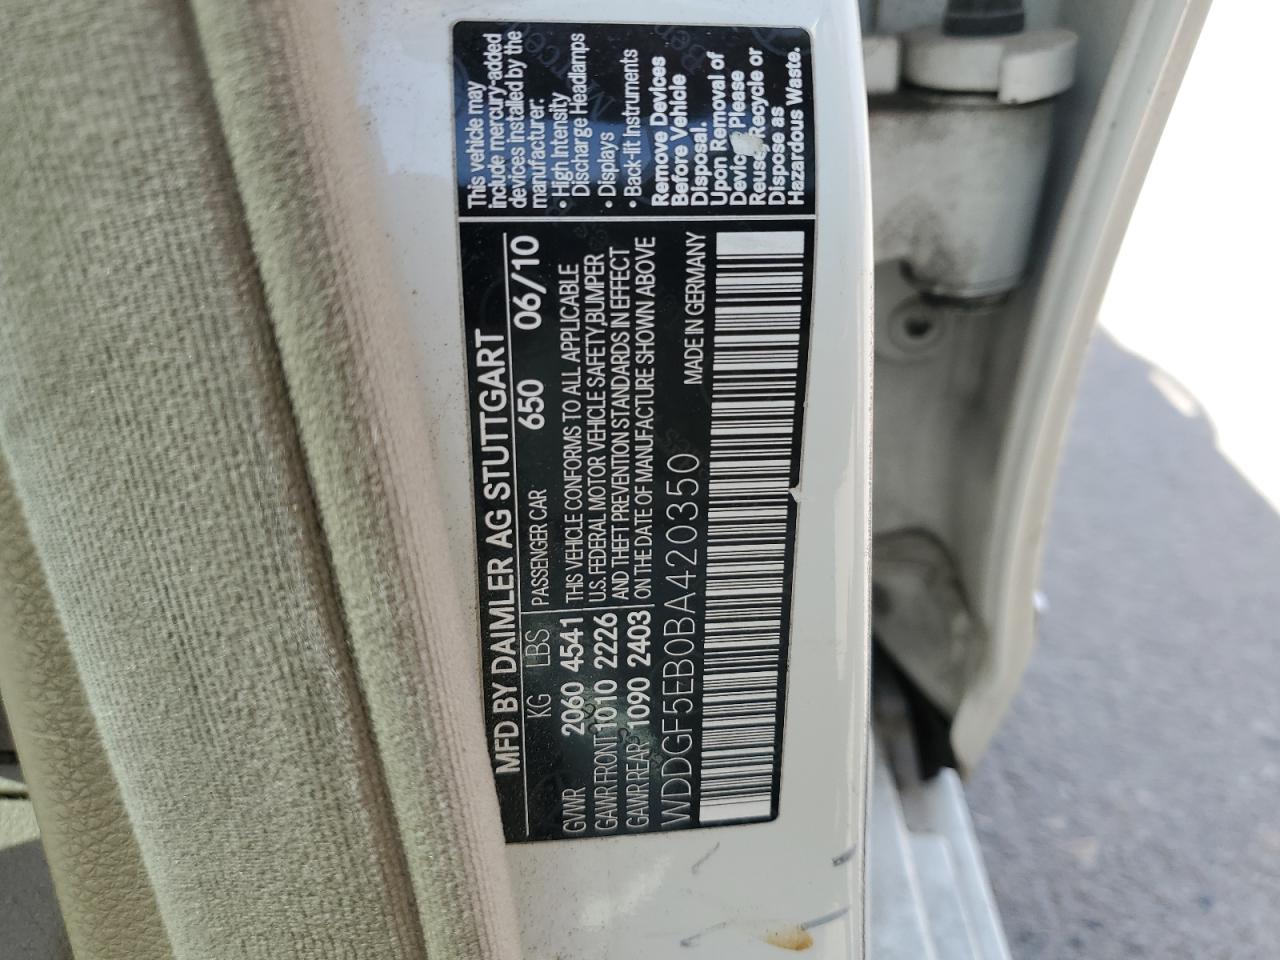 MFD BY DAIMLER AG STUTTGART
KG LBS PASSENGER CAR 650 06/10
GVWR 2060 4541
GAWR FRONT 1010 2226
GAWR REAR 1090 2403
THIS VEHICLE CONFORMS TO ALL APPLICABLE
U.S. FEDERAL MOTOR VEHICLE SAFETY,BUMPER
AND THEFT PREVENTION STANDARDS IN EFFECT
ON THE DATE OF MANUFACTURE SHOWN ABOVE
WDDGF5EB0BA420350 MADE IN GERMANY
This vehicle may
include mercury-added
devices installed by the
manufacturer:
• High Intensity
Discharge Headlamps
• Displays
• Back-lit Instruments
Remove Devices
Before Vehicle
Disposal.
Upon Removal of
Please
Reuse, Recycle or
Dispose as
Hazardous Waste.